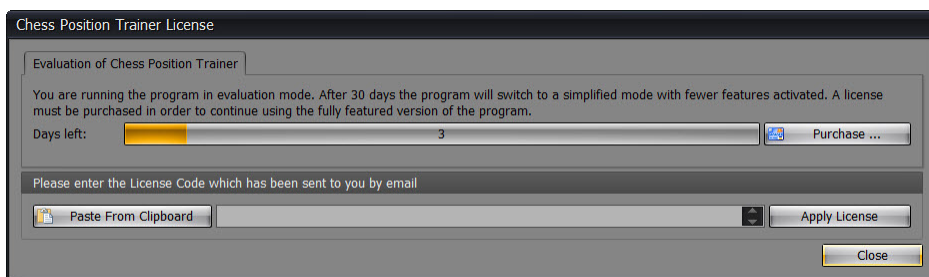 Chess Position Trainer License
Evaluation of Chess Position Trainer
You are running the program in evaluation mode. After 30 days the program will switch to a simplified mode with fewer features activated. A license
must be purchased in order to continue using the fully featured version of the program.
Days left: 3 Purchase ...
Please enter the License Code which has been sent to you by email
Paste From Clipboard Apply License
Close